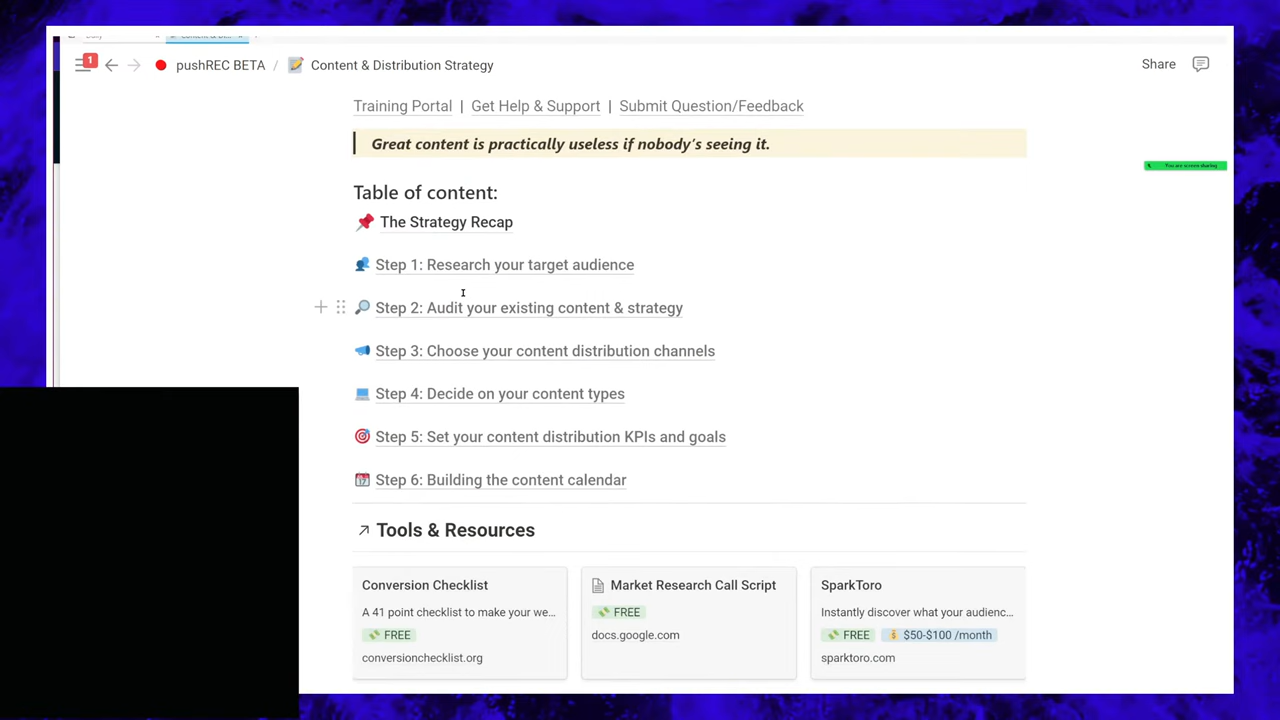 1
pushREC BETA / Content & Distribution Strategy
Share
Training Portal | Get Help & Support | Submit Question/Feedback
Great content is practically useless if nobody's seeing it.
You are screen sharing
Table of content:
The Strategy Recap
Step 1: Research your target audience
Step 2: Audit your existing content & strategy
Step 3: Choose your content distribution channels
Step 4: Decide on your content types
Step 5: Set your content distribution KPIs and goals
Step 6: Building the content calendar
Tools & Resources
Conversion Checklist
A 41 point checklist to make your we...
FREE
conversionchecklist.org
Market Research Call Script
FREE
docs.google.com
SparkToro
Instantly discover what your audienc...
FREE $50-$100 /month
sparktoro.com